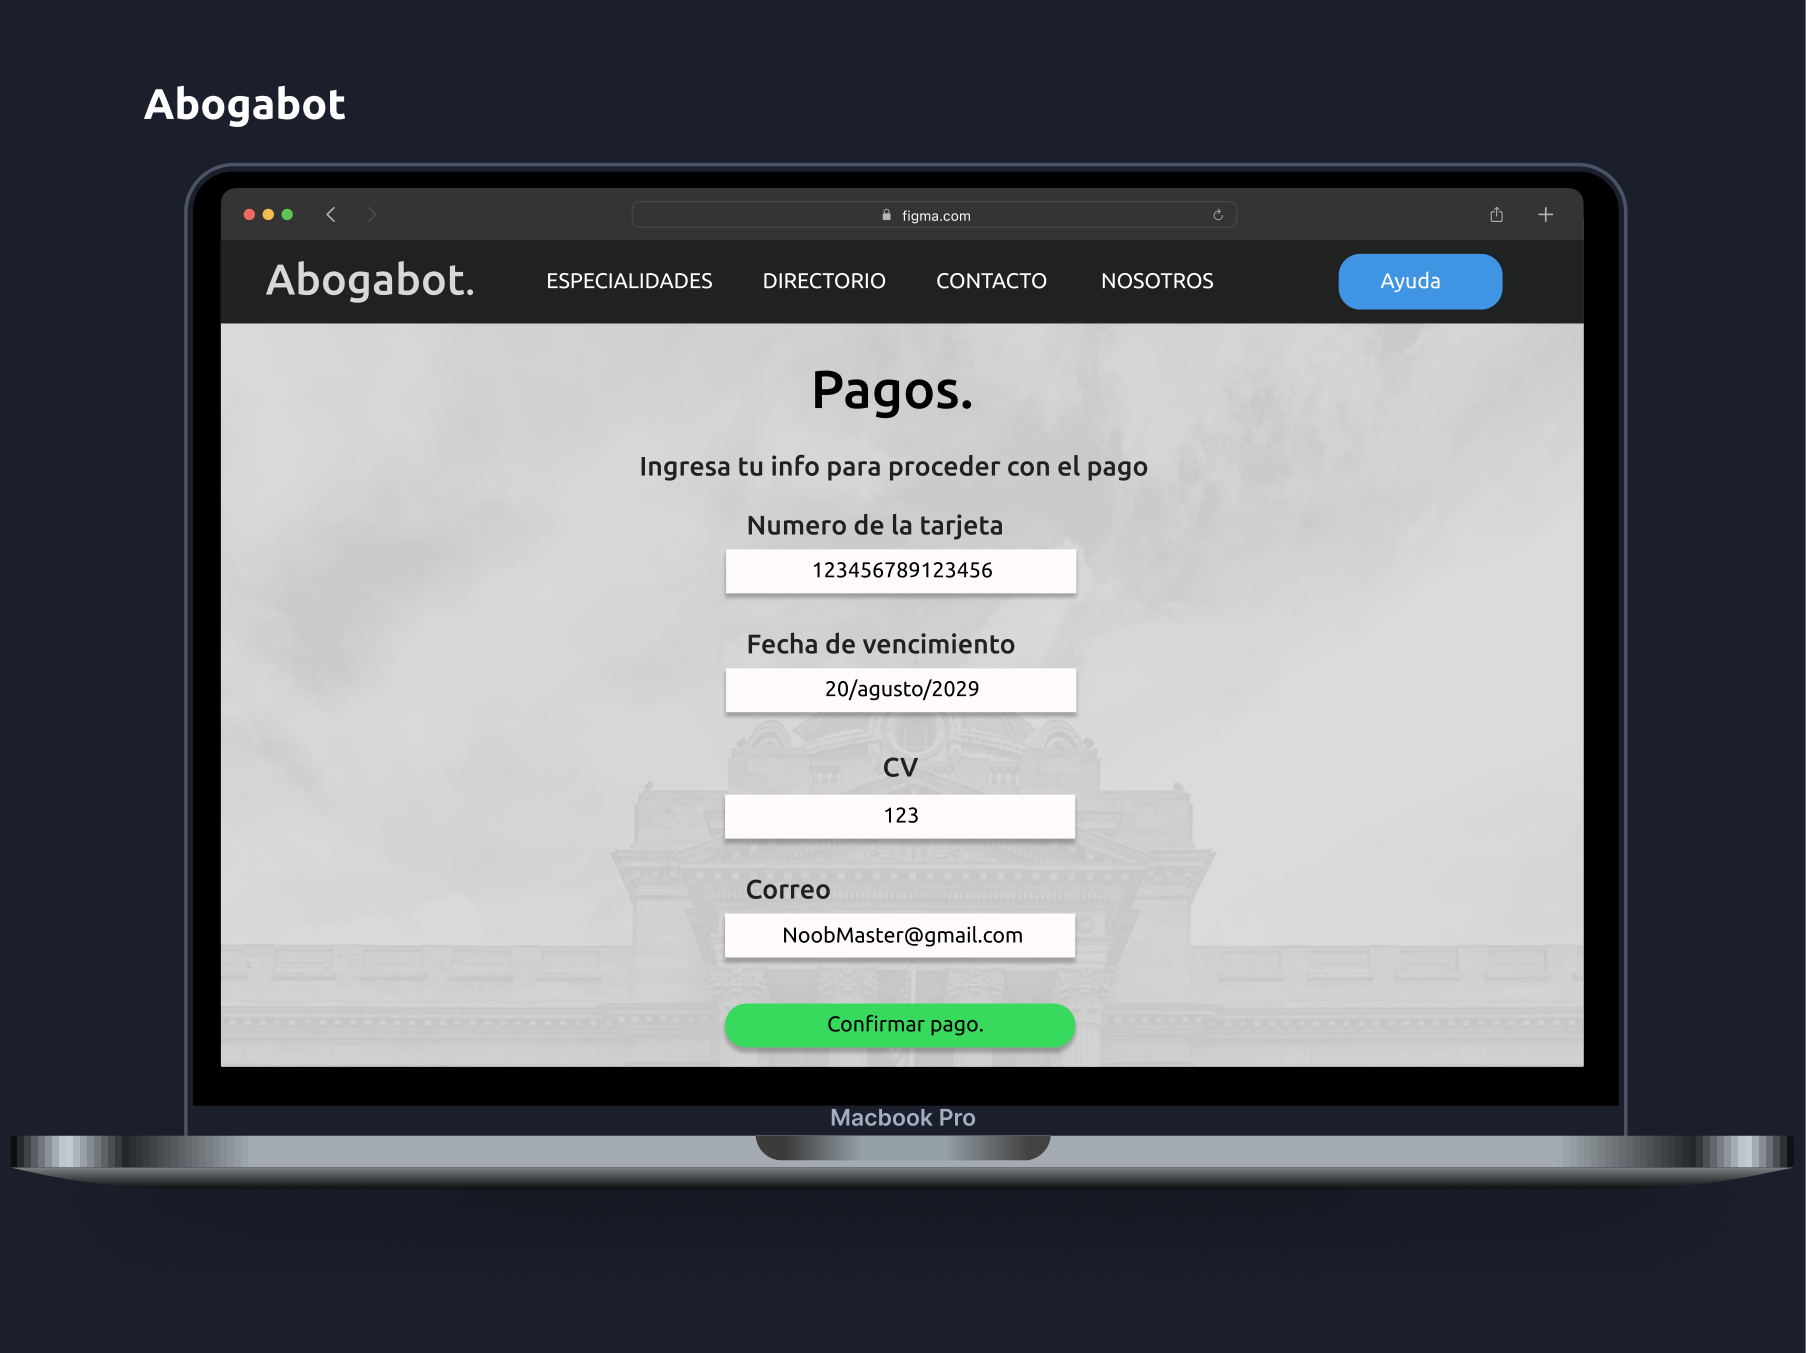 Abogabot
figma.com
Abogabot.
ESPECIALIDADES
DIRECTORIO
CONTACTO
NOSOTROS
Ayuda
Pagos.
Ingresa tu info para proceder con el pago
Numero de la tarjeta
123456789123456
Fecha de vencimiento
20/agusto/2029
CV
123
Correo
NoobMaster@gmail.com
Confirmar pago.
Macbook Pro